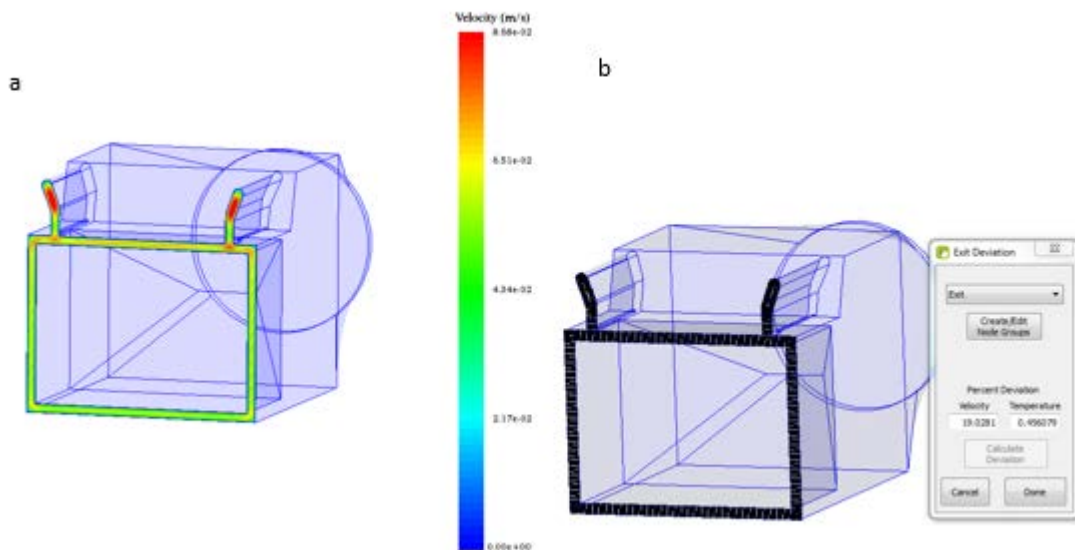 Velocity (m/s)
8.68e-02
a
b
6.51e-02
4.34e-02
2.17e-02
0.00e+00
Exit Deviation
Exit
Create/Edit
Node Groups
Percent Deviation
Velocity Temperature
19.0281 0.496079
Calculate
Deviation
Cancel Done